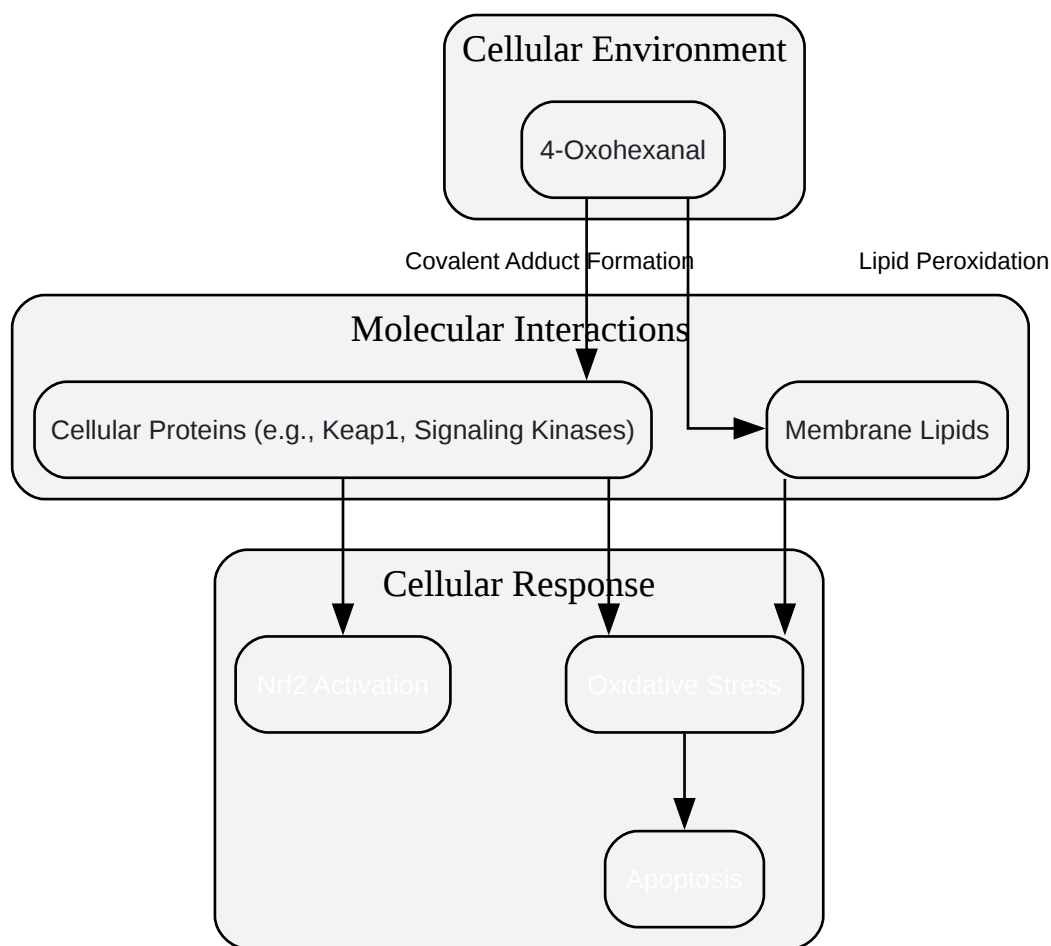 Cellular Environment
4-Oxohexanal
Covalent Adduct Formation
Lipid Peroxidation
Molecular Interactions
Cellular Proteins (e.g., Keap1, Signaling Kinases)
Membrane Lipids
Cellular Response
Nrf2 Activation
Oxidative Stress
Apoptosis